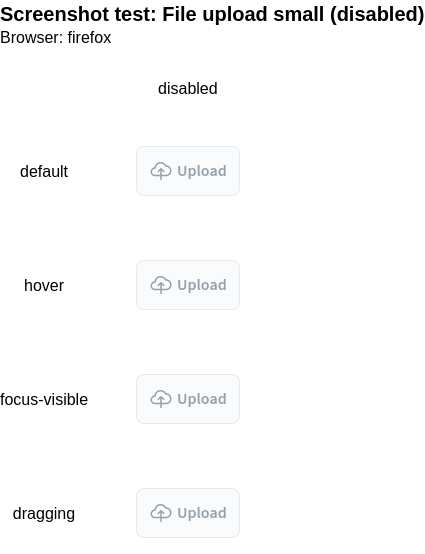 Screenshot test: File upload small (disabled)
Browser: firefox
disabled
default
Upload
hover
Upload
focus-visible
Upload
dragging
Upload